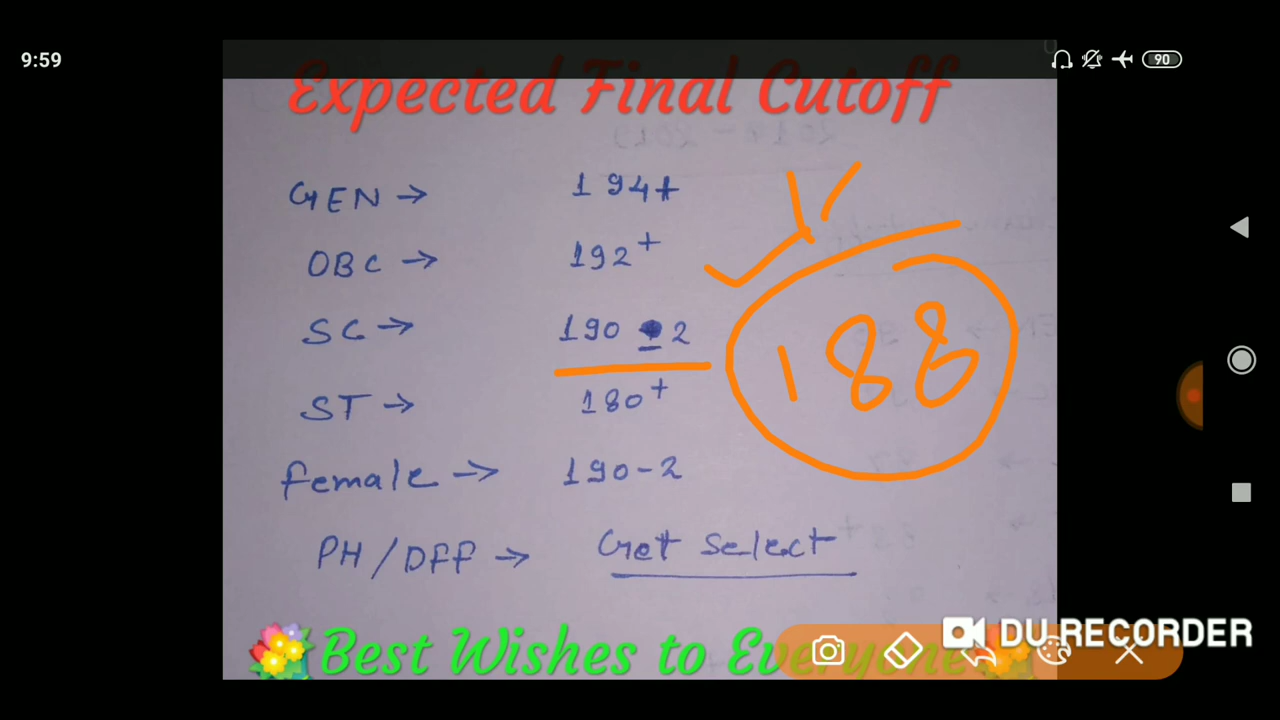 9:59
90
Expected Final Cutoff
GEN → 194+
OBC → 192+
SC → 190 - 2
188
ST → 180+
female → 190-2
PH/DFF → Get select
Best Wishes to Everyone
DU RECORDER